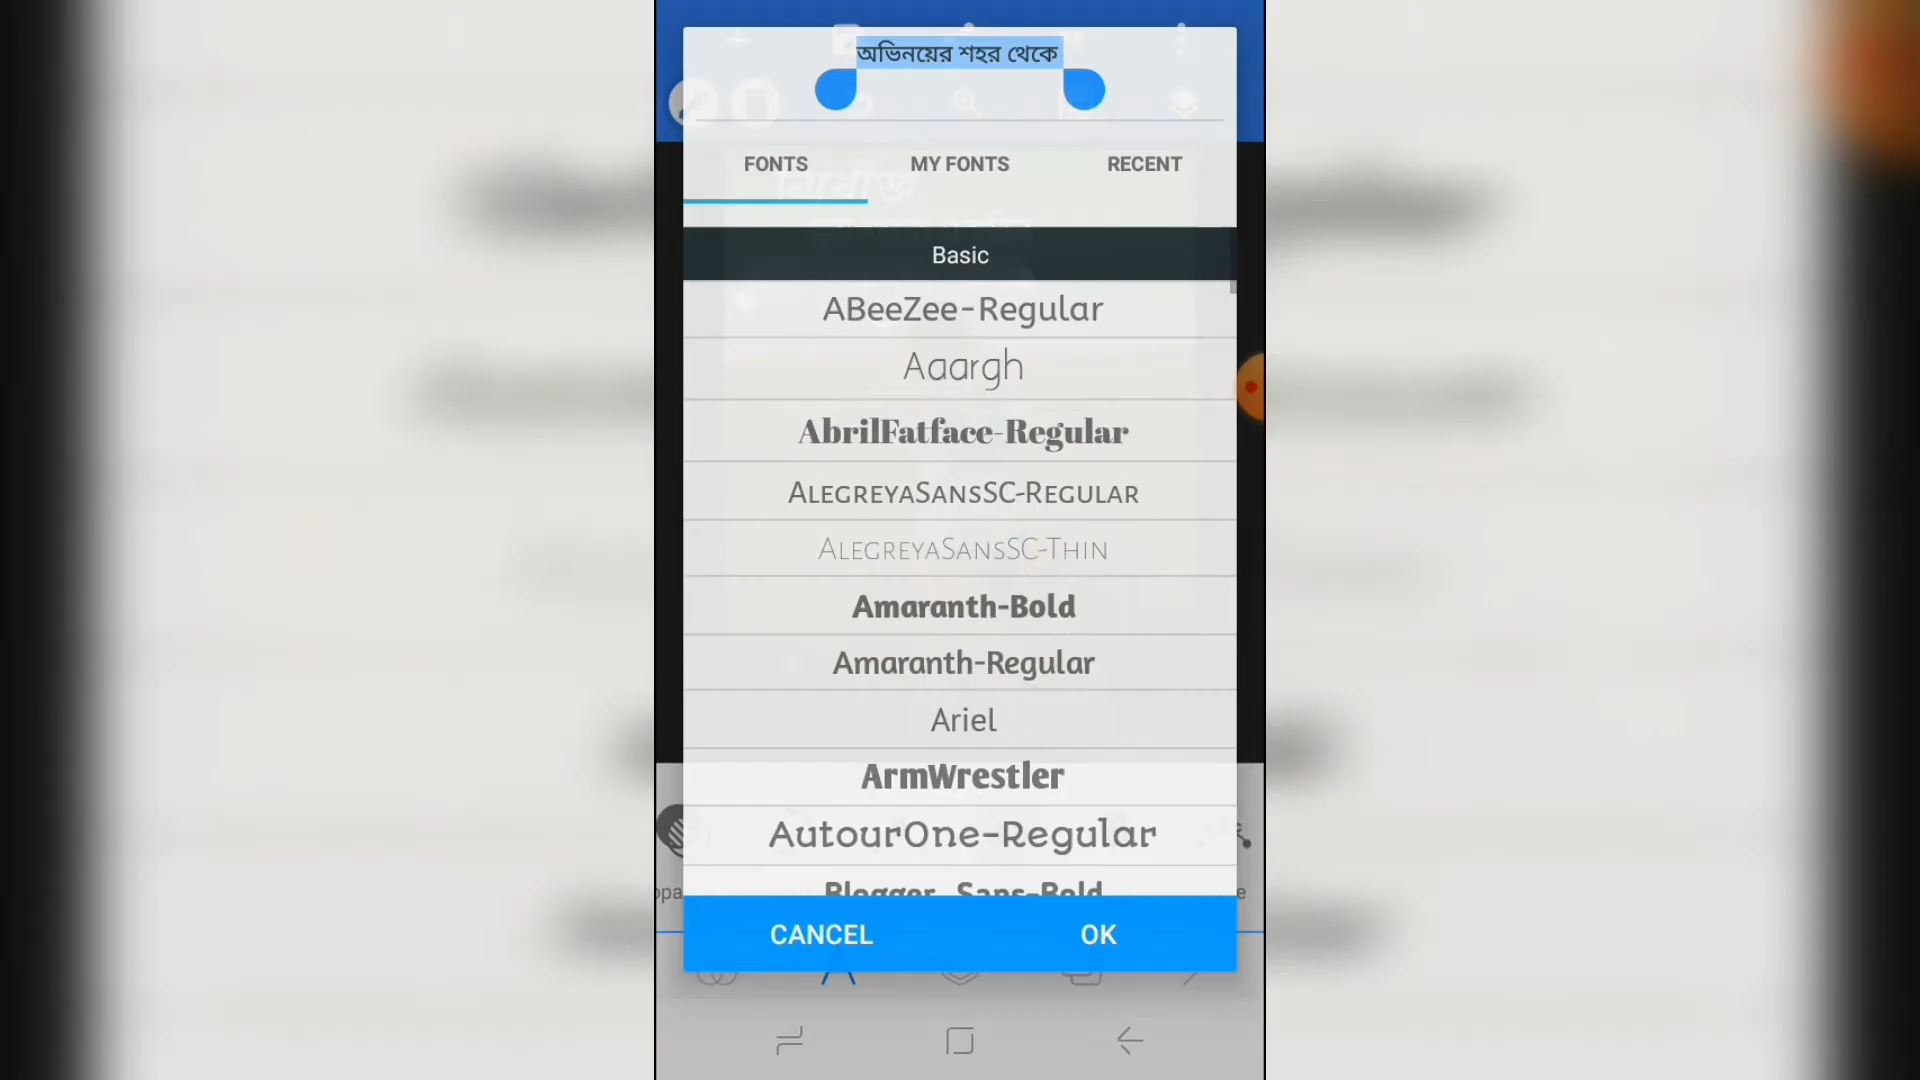 অভিনয়ের শহর থেকে
FONTS MY FONTS RECENT
Basic
ABeeZee-Regular
Aaargh
AbrilFatface-Regular
AlegreyaSansSC-Regular
AlegreyaSansSC-Thin
Amaranth-Bold
Amaranth-Regular
Ariel
ArmWrestler
AutourOne-Regular
Blogger_Sans-Bold
CANCEL OK